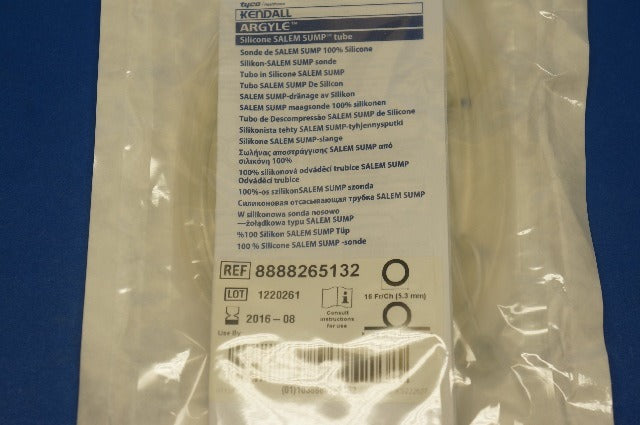 tyco
KENDALL
ARGYLE™
Silicone SALEM SUMP™ tube
Sonde de SALEM SUMP 100% Silicone
Silikon-SALEM SUMP sonde
Tubo in Silicone SALEM SUMP
Tubo SALEM SUMP De Silicon
SALEM SUMP-dränage av Silikon
SALEM SUMP maagsonde 100% silikonen
Tubo de Descompressão SALEM SUMP de Silicone
Silikonista tehty SALEM SUMP-tyhjennysputki
Silikone SALEM SUMP-slange
Σωλήνας αποστράγγισης SALEM SUMP από
σιλικόνη 100%
100% silikonová odváděcí trubice SALEM SUMP
Odváděcí trubice
100%-os szilikonSALEM SUMP szonda
Силиконовая отсасывающая трубка SALEM SUMP
W silikonowa sonda nosowo
—żołądkowa typu SALEM SUMP
%100 Silikon SALEM SUMP Tüp
100 % Silicone SALEM SUMP -sonde
REF 8888265132
LOT 1220261
16 Fr/Ch (5.3 mm)
Consult
instructions
for use
2016-08
Use By